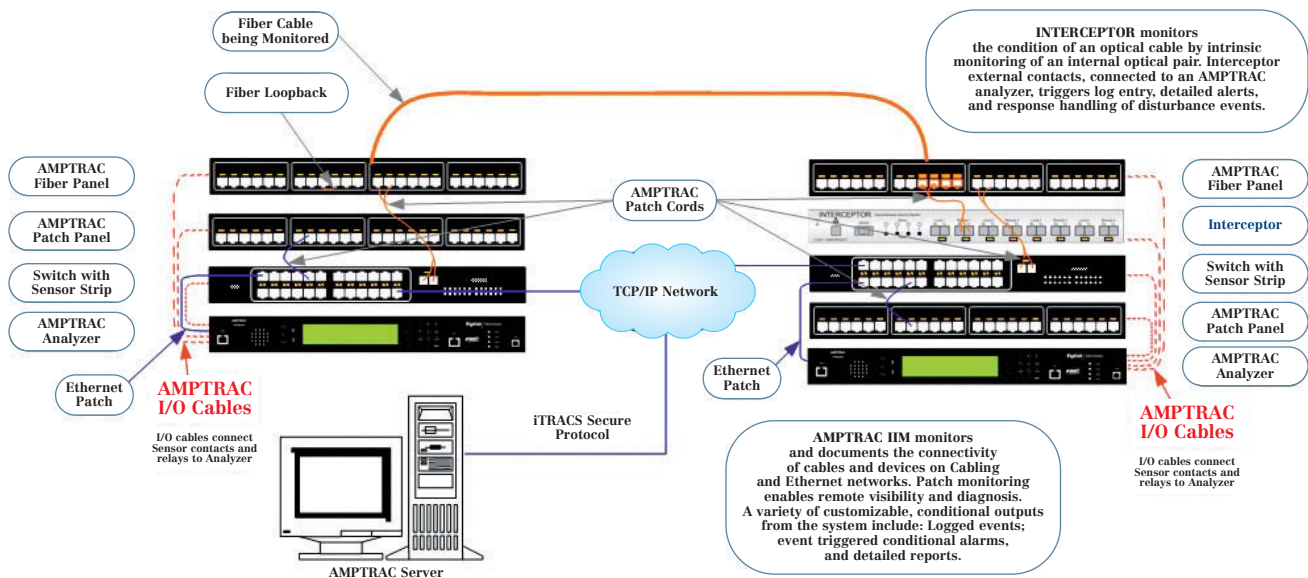 Fiber Cable
being Monitored
Fiber Loopback
INTERCEPTOR monitors
the condition of an optical cable by intrinsic
monitoring of an internal optical pair. Interceptor
external contacts, connected to an AMPTRAC
analyzer, triggers log entry, detailed alerts,
and response handling of disturbance events.
AMPTRAC
Fiber Panel
AMPTRAC
Patch Panel
Switch with
Sensor Strip
AMPTRAC
Analyzer
Ethernet
Patch
AMPTRAC
I/O Cables
I/O cables connect
Sensor contacts and
relays to Analyzer
AMPTRAC
Patch Cords
TCP/IP Network
iTRACS Secure
Protocol
AMPTRAC Server
INTERCEPTOR
AMPTRAC
Fiber Panel
Interceptor
Switch with
Sensor Strip
AMPTRAC
Patch Panel
AMPTRAC
Analyzer
Ethernet
Patch
AMPTRAC
I/O Cables
I/O cables connect
Sensor contacts and
relays to Analyzer
AMPTRAC IIM monitors
and documents the connectivity
of cables and devices on Cabling
and Ethernet networks. Patch monitoring
enables remote visibility and diagnosis.
A variety of customizable, conditional outputs
from the system include: Logged events;
event triggered conditional alarms,
and detailed reports.